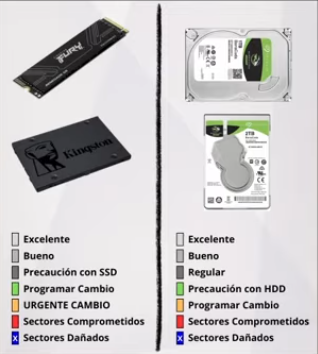 FURY
Kingston
2TB
Excelente
Bueno
Precaución con SSD
Programar Cambio
URGENTE CAMBIO
Sectores Comprometidos
x Sectores Dañados
Excelente
Bueno
Regular
Precaución con HDD
Programar Cambio
Sectores Comprometidos
x Sectores Dañados